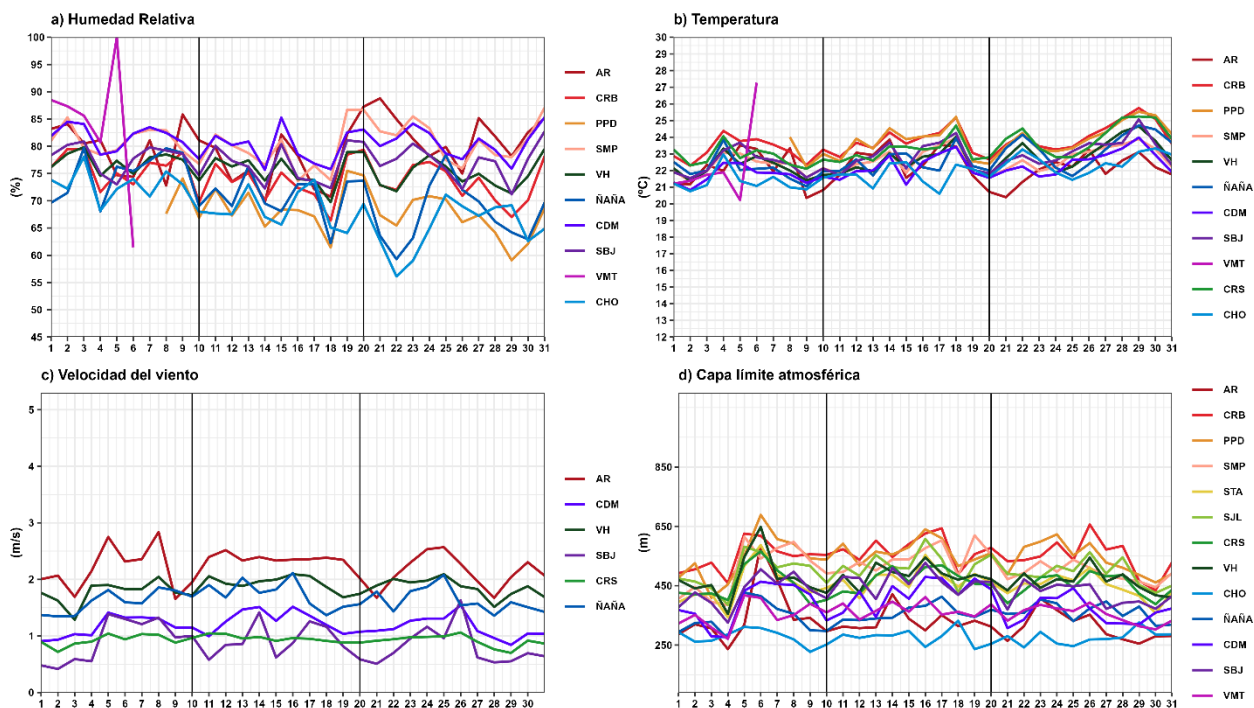 a) Humedad Relativa
100
95
90
85
80
75
70
65
60
55
50
45
(%)
1 2 3 4 5 6 7 8 9 10 11 12 13 14 15 16 17 18 19 20 21 22 23 24 25 26 27 28 29 30 31
AR
CRB
PPD
SMP
VH
ÑAÑA
CDM
SBJ
VMT
CHO
b) Temperatura
30
29
28
27
26
25
24
23
22
21
20
19
18
17
16
15
14
13
12
(°C)
1 2 3 4 5 6 7 8 9 10 11 12 13 14 15 16 17 18 19 20 21 22 23 24 25 26 27 28 29 30 31
AR
CRB
PPD
SMP
VH
ÑAÑA
CDM
SBJ
VMT
CRS
CHO
c) Velocidad del viento
5
4
3
2
1
0
(m/s)
1 2 3 4 5 6 7 8 9 10 11 12 13 14 15 16 17 18 19 20 21 22 23 24 25 26 27 28 29 30
AR
CDM
VH
SBJ
CRS
ÑAÑA
d) Capa límite atmosférica
850
650
450
250
(m)
1 2 3 4 5 6 7 8 9 10 11 12 13 14 15 16 17 18 19 20 21 22 23 24 25 26 27 28 29 30 31
AR
CRB
PPD
SMP
STA
SJL
CRS
VH
CHO
ÑAÑA
CDM
SBJ
VMT